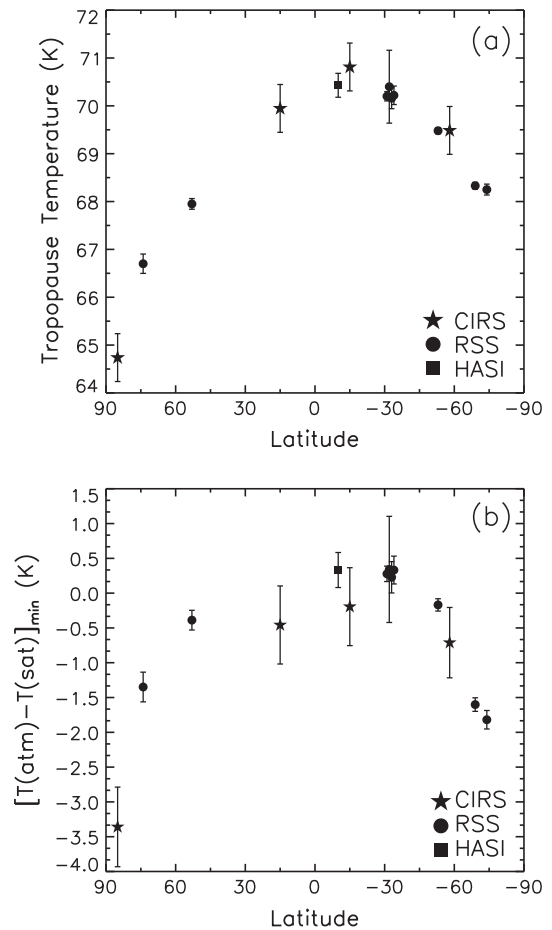 (a)
Tropopause Temperature (K)
72
71
70
69
68
67
66
65
64
CIRS
RSS
HASI
90 60 30 0 −30 −60 −90
Latitude
(b)
[T(atm)−T(sat)]min (K)
1.5
1.0
0.5
0.0
−0.5
−1.0
−1.5
−2.0
−2.5
−3.0
−3.5
−4.0
CIRS
RSS
HASI
90 60 30 0 −30 −60 −90
Latitude